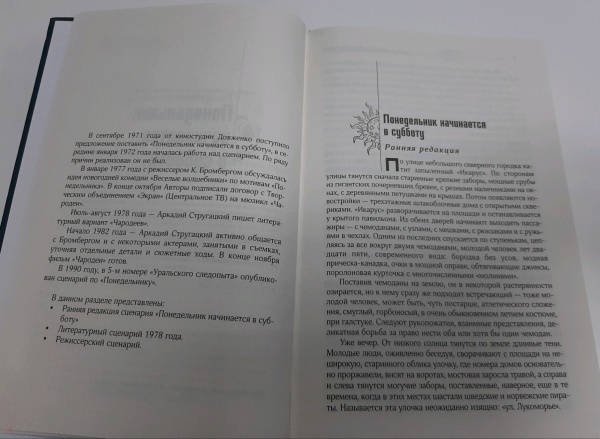 В сентябре 1971 года от киностудии Довженко поступило
предложение поставить «Понедельник начинается в субботу», в се-
редине января 1972 года началась работа над сценарием. По ряду
причин реализован он не был.
В январе 1977 года с режиссером К. Бромбергом обсуждалась
идея новогодней комедии «Веселые волшебники» по мотивам «По-
недельника». В конце октября Авторы подписали договор с Твор-
ческим объединением «Экран» (Центральное ТВ) на мюзикл «Ча-
родеи».
Июль-август 1978 года — Аркадий Стругацкий пишет литера-
турный вариант «Чародеев».
Начало 1982 года — Аркадий Стругацкий активно общается
с Бромбергом и с некоторыми актерами, занятыми в съемках,
уточняя отдельные детали и сюжетные ходы. В конце ноября
фильм «Чародеи» готов.
В 1990 году, в 5-м номере «Уральского следопыта» опублико-
ван сценарий по «Понедельнику».
В данном разделе представлены:
• Ранняя редакция сценария «Понедельник начинается в суб-
боту»
• Литературный сценарий 1978 года.
• Режиссерский сценарий.
Понедельник начинается
в субботу
Ранняя редакция
По улице небольшого северного городка ка-
тит запыленный «Икарус». По сторонам
улицы тянутся сначала старинные крепкие заборы, мощные срубы
из гигантских почерневших бревен, с резными наличниками на ок-
нах, с деревянными петушками на крышах. Потом появляются но-
востройки — трехэтажные шлакоблочные дома с открытыми скве-
риками. «Икарус» разворачивается на площади и останавливается
у крытого павильона. Из обеих дверей начинают выходить пасса-
жиры — с чемоданами, с узлами, с мешками, с рюкзаками и с ружь-
ями в чехлах. Одним из последних спускается по ступенькам, цеп-
ляясь за все вокруг двумя чемоданами, молодой человек лет два-
дцати пяти, современного вида: бородка без усов, модная
прическа-канадка, очки в мощной оправе, обтягивающие джинсы,
поролоновая курточка с многочисленными «молниями».
Поставив чемоданы на землю, он в некоторой растерянности
озирается, но к нему сразу же подходит встречающий — тоже мо-
лодой человек, может быть, чуть постарше, атлетического сложе-
ния, смуглый, горбоносый, в очень обыкновенном летнем костюме,
при галстуке. Следуют рукопожатия, взаимные представления, де-
ликатная борьба за право нести оба или хотя бы один чемодан.
Уже вечер. От низкого солнца тянутся по земле длинные тени.
Молодые люди, оживленно беседуя, сворачивают с площади на не-
широкую, старинного облика улочку, где номера домов основатель-
но проржавели, висят на воротах, мостовая заросла травой, а справа
и слева тянутся могучие заборы, поставленные, наверное, еще в те
времена, когда в этих местах шастали шведские и норвежские пира-
ты. Называется эта улочка неожиданно изящно: «ул. Лукоморье».